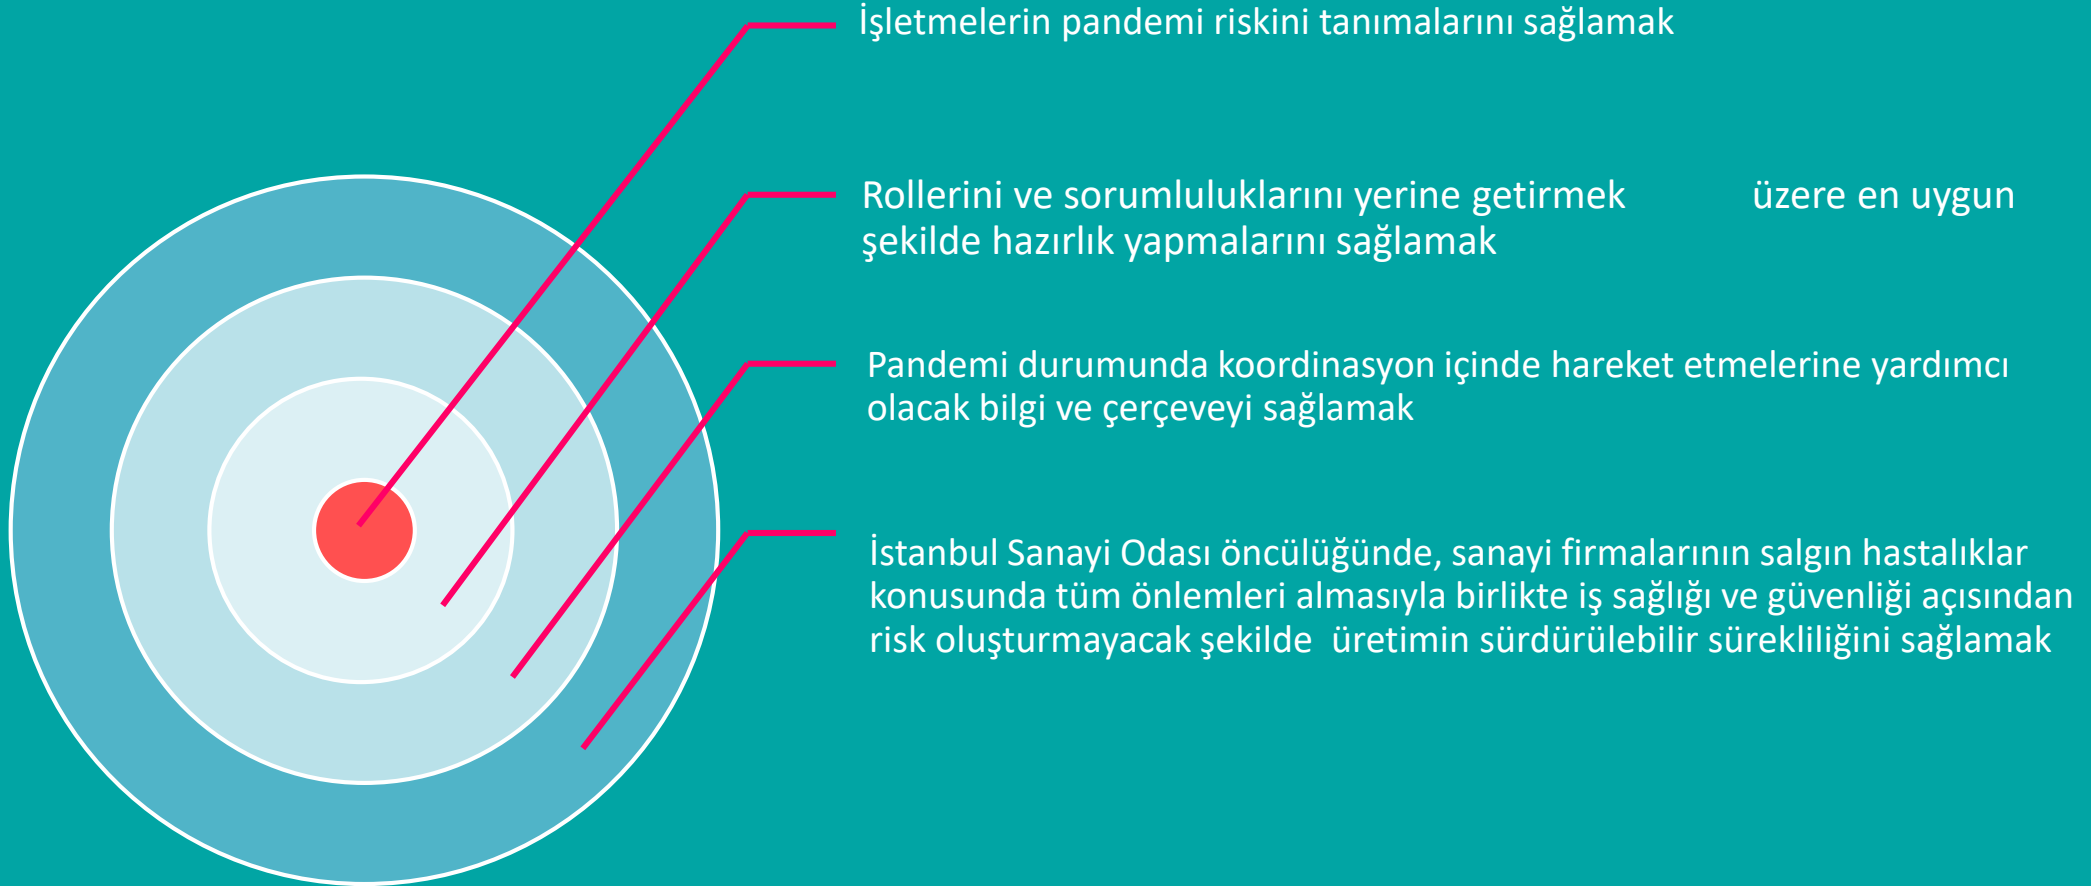 İşletmelerin pandemi riskini tanımalarını sağlamak
Rollerini ve sorumluluklarını yerine getirmek üzere en uygun
şekilde hazırlık yapmalarını sağlamak
Pandemi durumunda koordinasyon içinde hareket etmelerine yardımcı
olacak bilgi ve çerçeveyi sağlamak
İstanbul Sanayi Odası öncülüğünde, sanayi firmalarının salgın hastalıklar
konusunda tüm önlemleri almasıyla birlikte iş sağlığı ve güvenliği açısından
risk oluşturmayacak şekilde üretimin sürdürülebilir sürekliliğini sağlamak